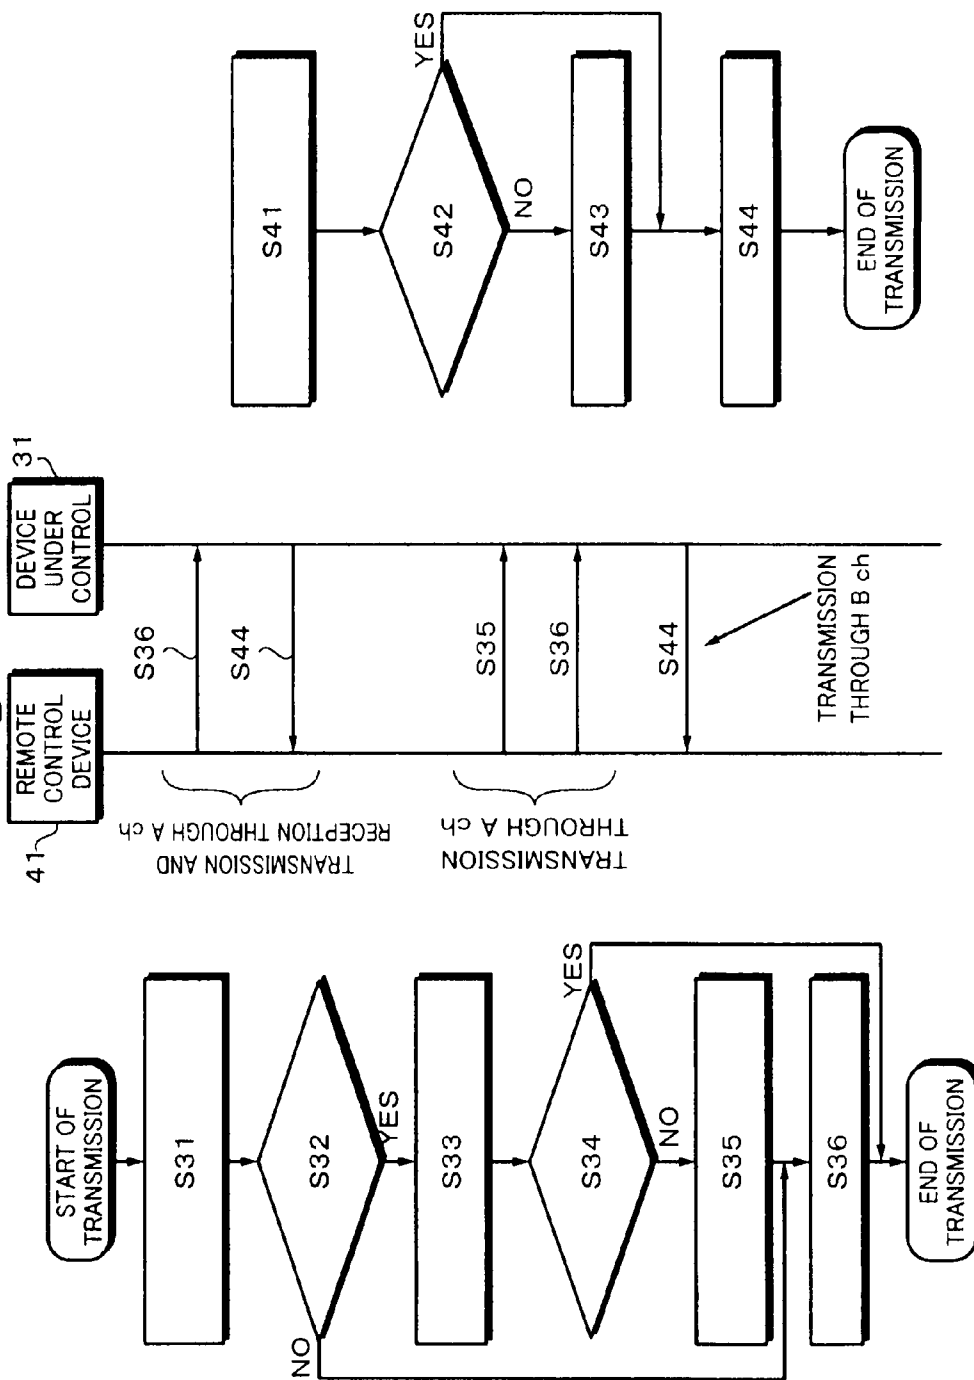 START OF
TRANSMISSION
S31
S32
NO
YES
S33
S34
YES
NO
S35
S36
END OF
TRANSMISSION
41
REMOTE
CONTROL
DEVICE
31
DEVICE
UNDER
CONTROL
TRANSMISSION AND
RECEPTION THROUGH A ch
S36
S44
TRANSMISSION
THROUGH A ch
S35
S36
S44
TRANSMISSION
THROUGH B ch
S41
S42
YES
NO
S43
S44
END OF
TRANSMISSION